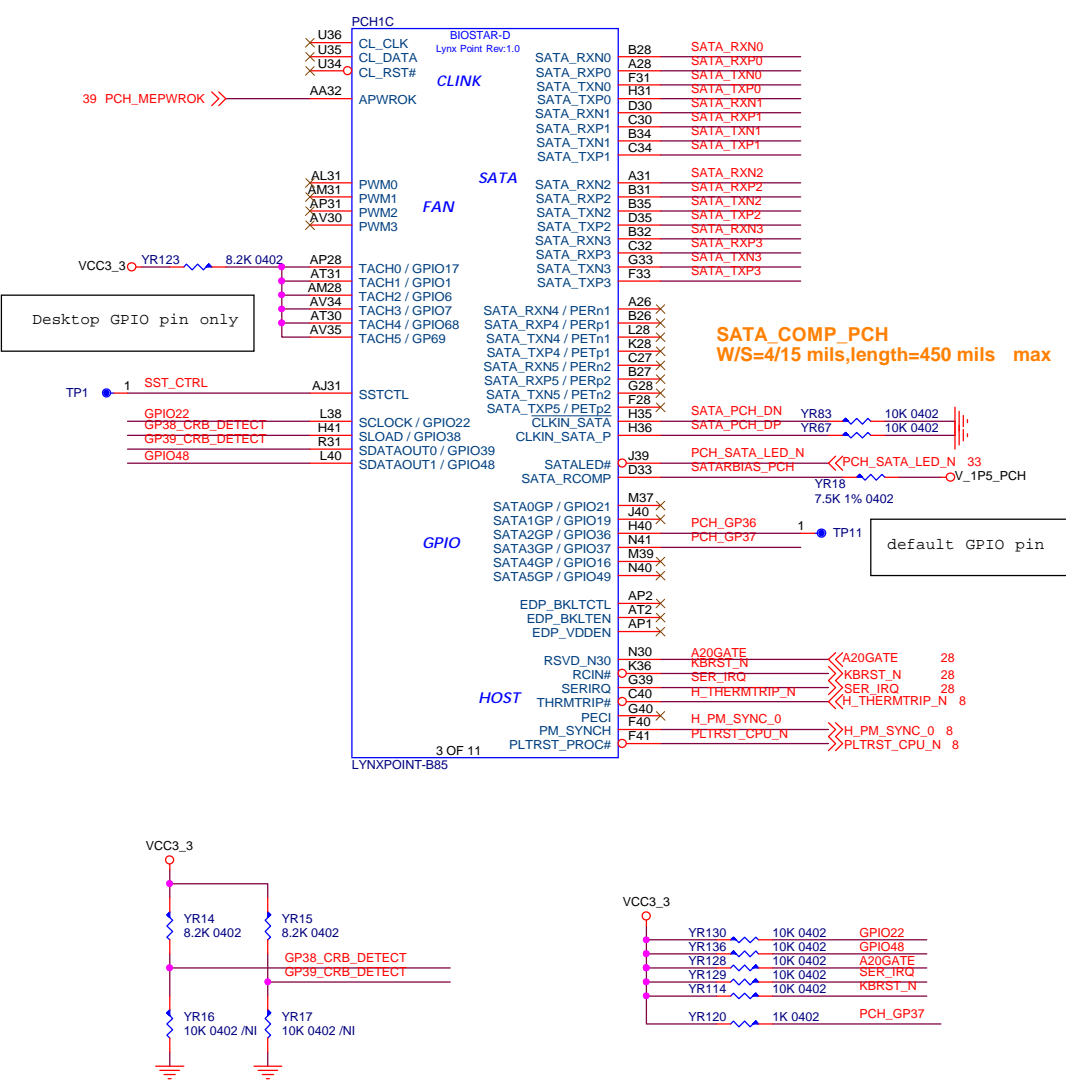 PCH1C
BIOSTAR-D
Lynx Point Rev:1.0
U36 CL_CLK
U35 CL_DATA
U34 CL_RST#
CLINK
39 PCH_MEPWROK AA32 APWROK
SATA_RXN0 B28 SATA_RXN0
SATA_RXP0 A28 SATA_RXP0
SATA_TXN0 F31 SATA_TXN0
SATA_TXP0 H31 SATA_TXP0
SATA_RXN1 D30 SATA_RXN1
SATA_RXP1 C30 SATA_RXP1
SATA_TXN1 B34 SATA_TXN1
SATA_TXP1 C34 SATA_TXP1
SATA
AL31 PWM0
AM31 PWM1
AP31 PWM2
AV30 PWM3
FAN
SATA_RXN2 A31 SATA_RXN2
SATA_RXP2 B31 SATA_RXP2
SATA_TXN2 B35 SATA_TXN2
SATA_TXP2 D35 SATA_TXP2
SATA_RXN3 B32 SATA_RXN3
SATA_RXP3 C32 SATA_RXP3
SATA_TXN3 G33 SATA_TXN3
SATA_TXP3 F33 SATA_TXP3
VCC3_3 YR123 8.2K 0402
AP28 TACH0 / GPIO17
AT31 TACH1 / GPIO1
AM28 TACH2 / GPIO6
AV34 TACH3 / GPIO7
AT30 TACH4 / GPIO68
AV35 TACH5 / GP69
Desktop GPIO pin only
SATA_RXN4 / PERn1 A26
SATA_RXP4 / PERp1 B26
SATA_TXN4 / PETn1 L28
SATA_TXP4 / PETp1 K28
SATA_RXN5 / PERn2 C27
SATA_RXP5 / PERp2 B27
SATA_TXN5 / PETn2 G28
SATA_TXP5 / PETp2 F28
SATA_COMP_PCH
W/S=4/15 mils,length=450 mils max
TP1 1 SST_CTRL AJ31 SSTCTL
GPIO22 L38 SCLOCK / GPIO22
GP38_CRB_DETECT H41 SLOAD / GPIO38
GP39_CRB_DETECT R31 SDATAOUT0 / GPIO39
GPIO48 L40 SDATAOUT1 / GPIO48
CLKIN_SATA H35 SATA_PCH_DN YR83 10K 0402
CLKIN_SATA_P H36 SATA_PCH_DP YR67 10K 0402
SATALED# J39 PCH_SATA_LED_N PCH_SATA_LED_N 33
SATA_RCOMP D33 SATARBIAS_PCH V_1P5_PCH
YR18
7.5K 1% 0402
GPIO
SATA0GP / GPIO21 M37
SATA1GP / GPIO19 J40
SATA2GP / GPIO36 H40 PCH_GP36 1 TP11
SATA3GP / GPIO37 N41 PCH_GP37
SATA4GP / GPIO16 M39
SATA5GP / GPIO49 N40
default GPIO pin
EDP_BKLTCTL AP2
EDP_BKLTEN AT2
EDP_VDDEN AP1
HOST
RSVD_N30 N30 A20GATE A20GATE 28
RCIN# K36 KBRST_N KBRST_N 28
SERIRQ G39 SER_IRQ SER_IRQ 28
THRMTRIP# C40 H_THERMTRIP_N H_THERMTRIP_N 8
PECI G40
PM_SYNCH F40 H_PM_SYNC_0 H_PM_SYNC_0 8
PLTRST_PROC# F41 PLTRST_CPU_N PLTRST_CPU_N 8
3 OF 11
LYNXPOINT-B85
VCC3_3
YR14 YR15
8.2K 0402 8.2K 0402
GP38_CRB_DETECT
GP39_CRB_DETECT
YR16 YR17
10K 0402 /NI 10K 0402 /NI
VCC3_3
YR130 10K 0402 GPIO22
YR136 10K 0402 GPIO48
YR128 10K 0402 A20GATE
YR129 10K 0402 SER_IRQ
YR114 10K 0402 KBRST_N
YR120 1K 0402 PCH_GP37